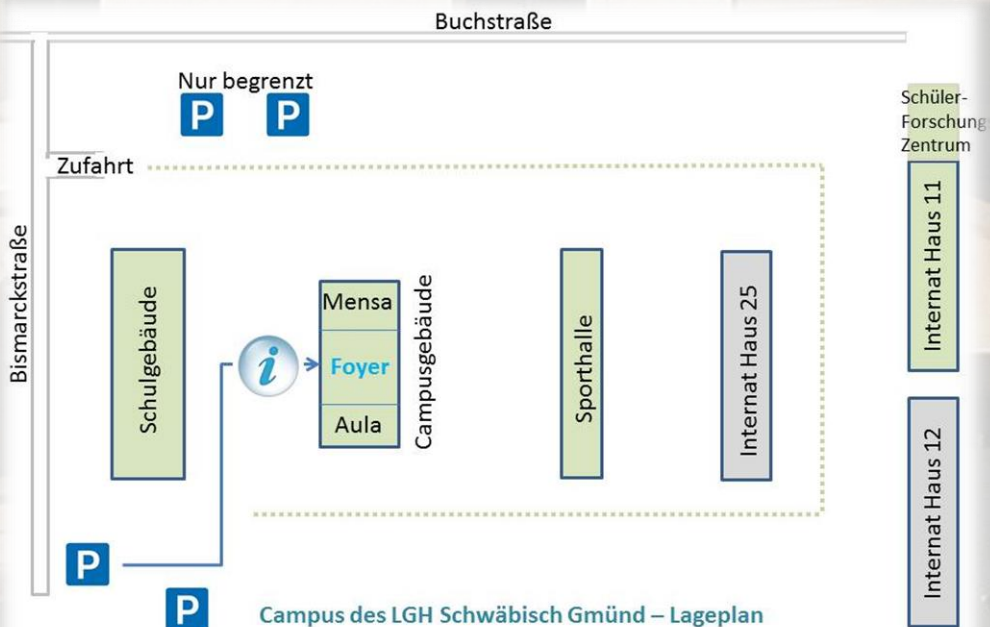 Buchstraße
Nur begrenzt
P P
Schüler-
Forschung
Zentrum
Zufahrt
Bismarckstraße
Schulgebäude
i
Mensa
Foyer
Aula
Campusgebäude
Sporthalle
Internat Haus 25
Internat Haus 11
Internat Haus 12
P
P
Campus des LGH Schwäbisch Gmünd – Lageplan